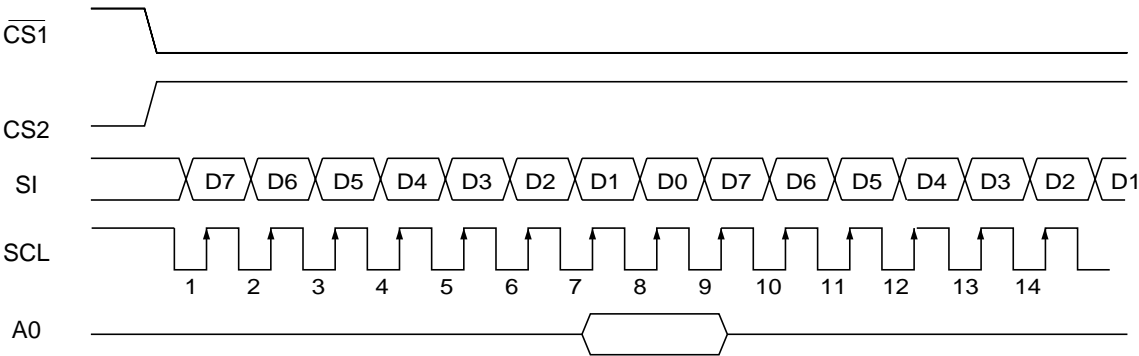 CS1
CS2
SI D7 D6 D5 D4 D3 D2 D1 D0 D7 D6 D5 D4 D3 D2 D1
SCL
1 2 3 4 5 6 7 8 9 10 11 12 13 14
A0